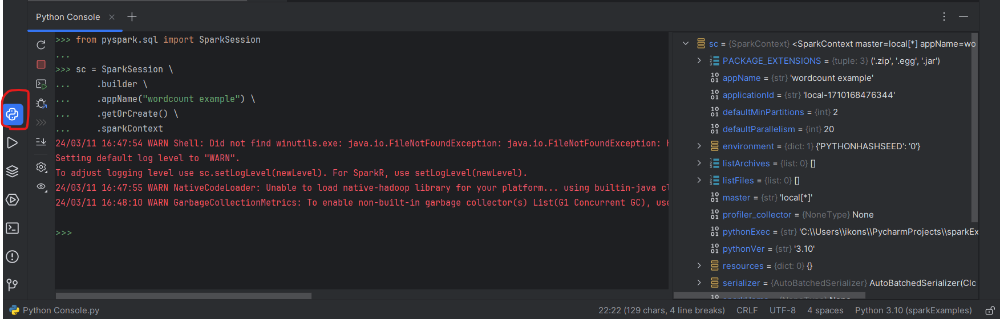 Python Console
>>> from pyspark.sql import SparkSession
...
>>> sc = SparkSession \
... .builder \
... .appName("wordcount example") \
... .getOrCreate() \
... .sparkContext
24/03/11 16:47:54 WARN Shell: Did not find winutils.exe: java.io.FileNotFoundException: java.io.FileNotFoundException:
Setting default log level to "WARN".
To adjust logging level use sc.setLogLevel(newLevel). For SparkR, use setLogLevel(newLevel).
24/03/11 16:47:55 WARN NativeCodeLoader: Unable to load native-hadoop library for your platform... using builtin-java cl
24/03/11 16:48:10 WARN GarbageCollectionMetrics: To enable non-built-in garbage collector(s) List(G1 Concurrent GC), use
>>>
sc = {SparkContext} <SparkContext master=local[*] appName=wo
PACKAGE_EXTENSIONS = {tuple: 3} ('.zip', '.egg', '.jar')
appName = {str} 'wordcount example'
applicationId = {str} 'local-1710168476344'
defaultMinPartitions = {int} 2
defaultParallelism = {int} 20
environment = {dict: 1} {'PYTHONHASHSEED': '0'}
listArchives = {list: 0} []
listFiles = {list: 0} []
master = {str} 'local[*]'
profiler_collector = {NoneType} None
pythonExec = {str} 'C:\\Users\\ikons\\PycharmProjects\\sparkEx
pythonVer = {str} '3.10'
resources = {dict: 0} {}
serializer = {AutoBatchedSerializer} AutoBatchedSerializer(Clo
sparkHome = {NoneType} None
Python Console.py
22:22 (129 chars, 4 line breaks) CRLF UTF-8 4 spaces Python 3.10 (sparkExamples)